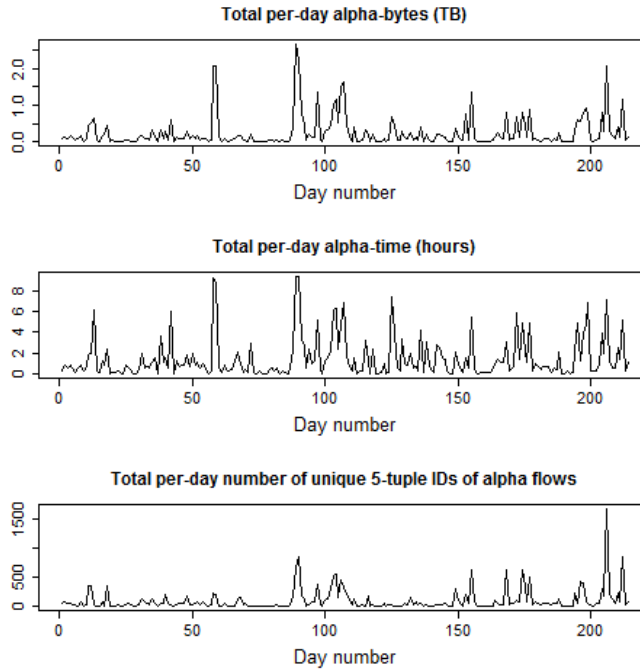 Total per-day alpha-bytes (TB)
2.0
1.0
0.0
0 50 100 150 200
Day number
Total per-day alpha-time (hours)
8
6
4
2
0
0 50 100 150 200
Day number
Total per-day number of unique 5-tuple IDs of alpha flows
1500
500
0
0 50 100 150 200
Day number